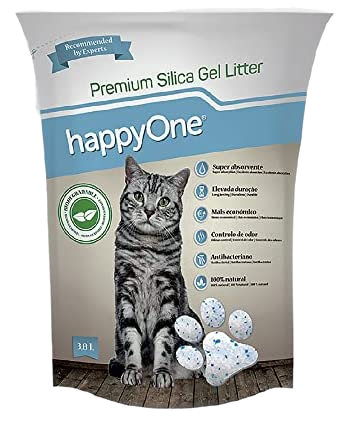 Recommended
by Experts
Premium Silica Gel Litter
happyOne®
BIODEGRADABLE
Super absorvente
Elevada duração
Mais económico
Controlo de odor
Antibacteriano
100% natural
3.8 L